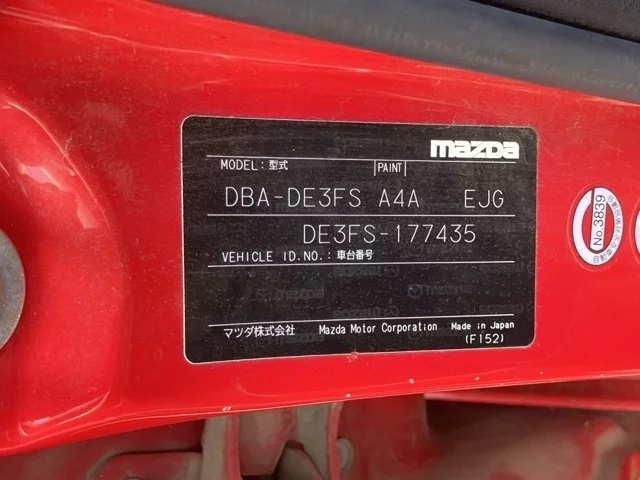 mazda
MODEL: 型式 PAINT
DBA-DE3FS A4A EJG
DE3FS-177435
VEHICLE ID.NO.: 車台番号
マツダ株式会社 Mazda Motor Corporation Made in Japan
(F152)
No.3839